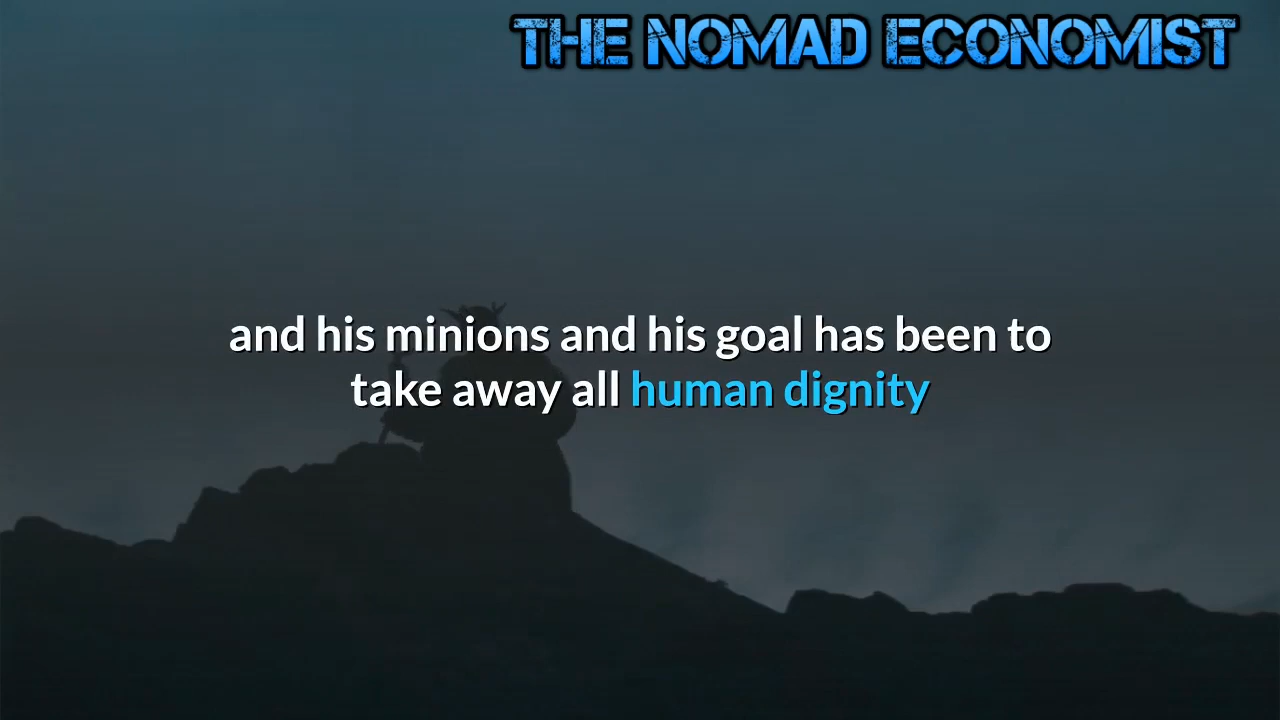 THE NOMAD ECONOMIST
and his minions and his goal has been to
take away all human dignity